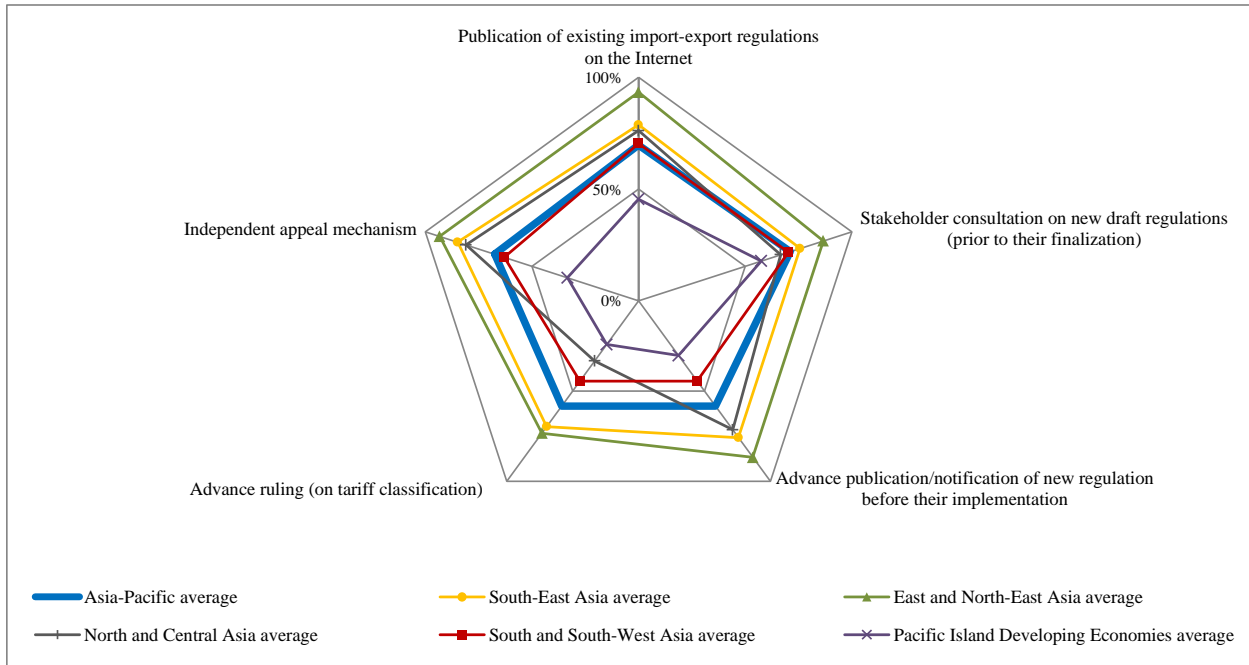 Publication of existing import-export regulations
on the Internet
100%
50%
0%
Stakeholder consultation on new draft regulations
(prior to their finalization)
Independent appeal mechanism
Advance ruling (on tariff classification)
Advance publication/notification of new regulation
before their implementation
Asia-Pacific average
South-East Asia average
East and North-East Asia average
North and Central Asia average
South and South-West Asia average
Pacific Island Developing Economies average